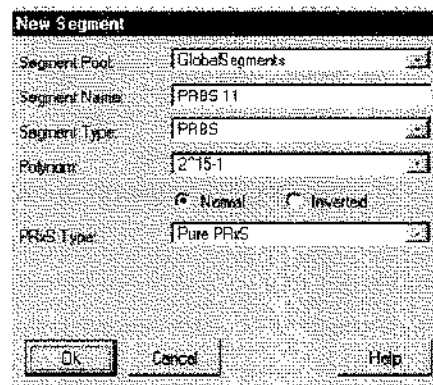 New Segment
Segment Pool: GlobalSegments
Segment Name: PRBS 11
Segment Type: PRBS
Polynom: 2^15-1
Normal Inverted
PRxS Type: Pure PRxS
Ok Cancel Help